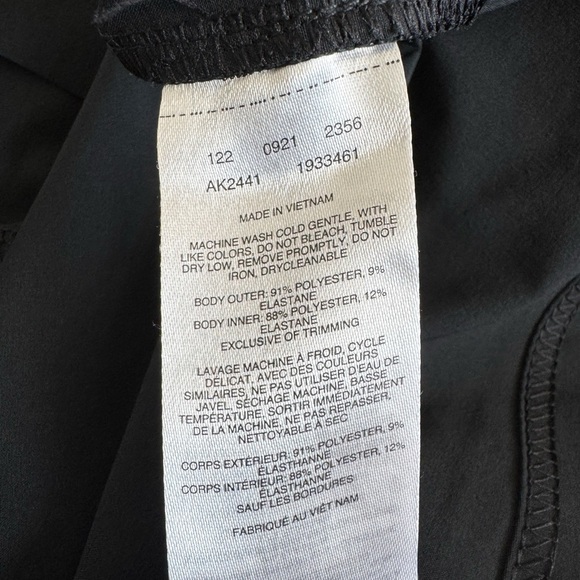 122 0921 2356
AK2441 1933461
MADE IN VIETNAM
MACHINE WASH COLD GENTLE, WITH
LIKE COLORS, DO NOT BLEACH, TUMBLE
DRY LOW, REMOVE PROMPTLY, DO NOT
IRON, DRYCLEANABLE
BODY OUTER: 91% POLYESTER, 9%
ELASTANE
BODY INNER: 88% POLYESTER, 12%
ELASTANE
EXCLUSIVE OF TRIMMING
LAVAGE MACHINE À FROID, CYCLE
DÉLICAT, AVEC DES COULEURS
SIMILAIRES, NE PAS UTILISER D'EAU DE
JAVEL, SÉCHAGE MACHINE, BASSE
TEMPÉRATURE, SORTIR IMMÉDIATEMENT
DE LA MACHINE, NE PAS REPASSER,
NETTOYABLE À SEC
CORPS EXTÉRIEUR: 91% POLYESTER, 9%
ÉLASTHANNE
CORPS INTÉRIEUR: 88% POLYESTER, 12%
ÉLASTHANNE
SAUF LES BORDURES
FABRIQUÉ AU VIÊT NAM